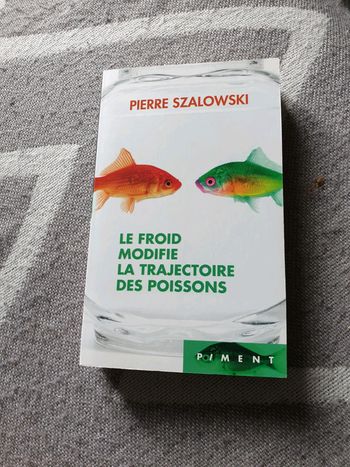 PIERRE SZALOWSKI
LE FROID
MODIFIE
LA TRAJECTOIRE
DES POISSONS
PIMENT